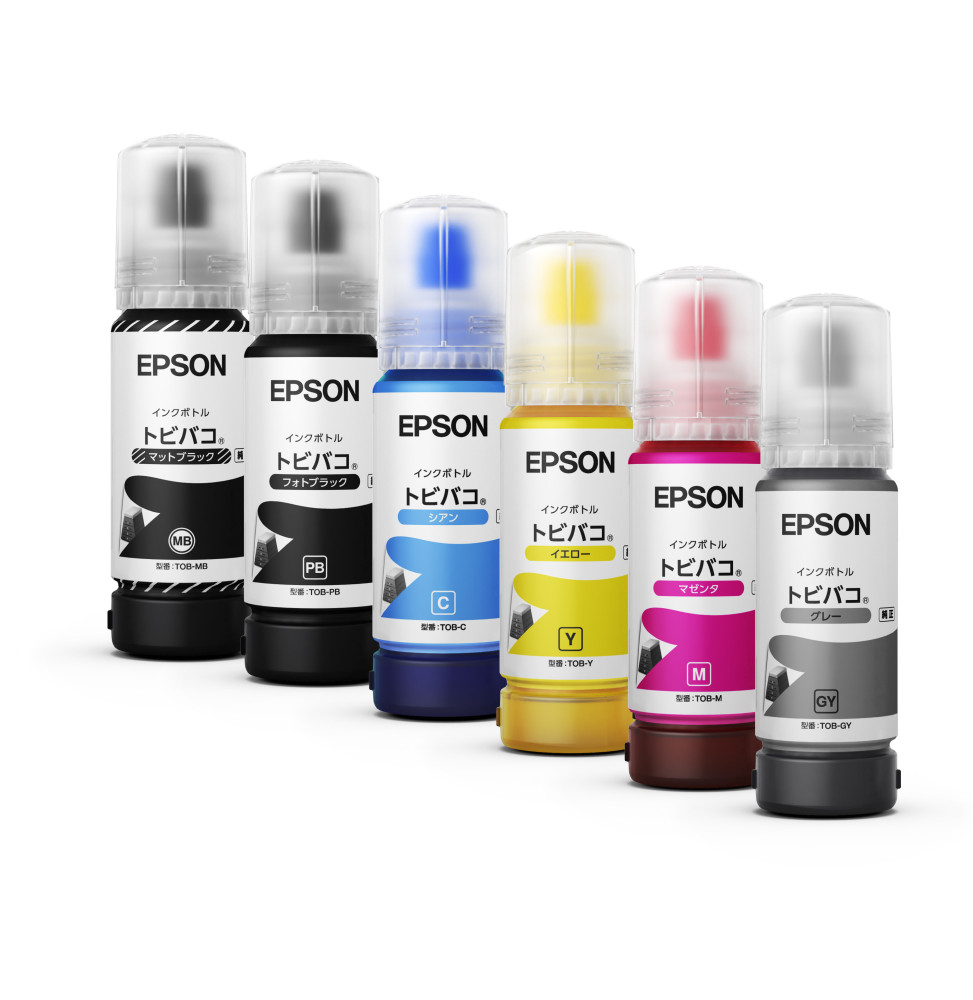 EPSON
インクボトル
トビバコ®
マットブラック
MB
型番:TOB-MB
EPSON
インクボトル
トビバコ®
フォトブラック
PB
型番:TOB-PB
EPSON
インクボトル
トビバコ®
シアン
C
型番:TOB-C
EPSON
インクボトル
トビバコ®
イエロー
Y
型番:TOB-Y
EPSON
インクボトル
トビバコ®
マゼンタ
M
型番:TOB-M
EPSON
インクボトル
トビバコ®
グレー 純正
GY
型番:TOB-GY